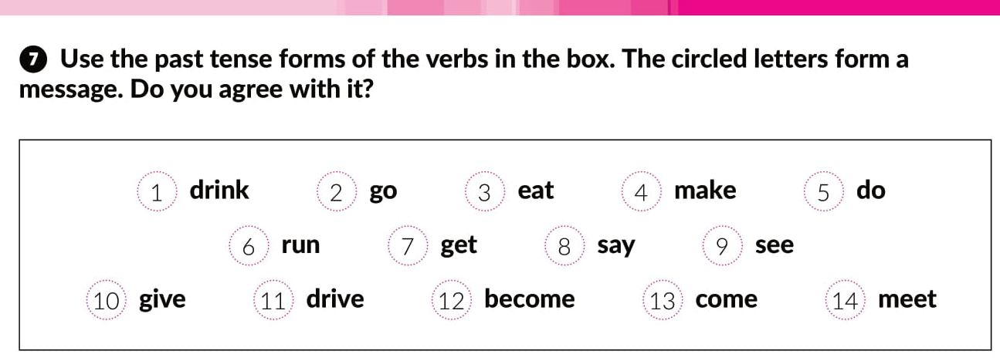 7 Use the past tense forms of the verbs in the box. The circled letters form a
message. Do you agree with it?
1 drink 2 go 3 eat 4 make 5 do
6 run 7 get 8 say 9 see
10 give 11 drive 12 become 13 come 14 meet